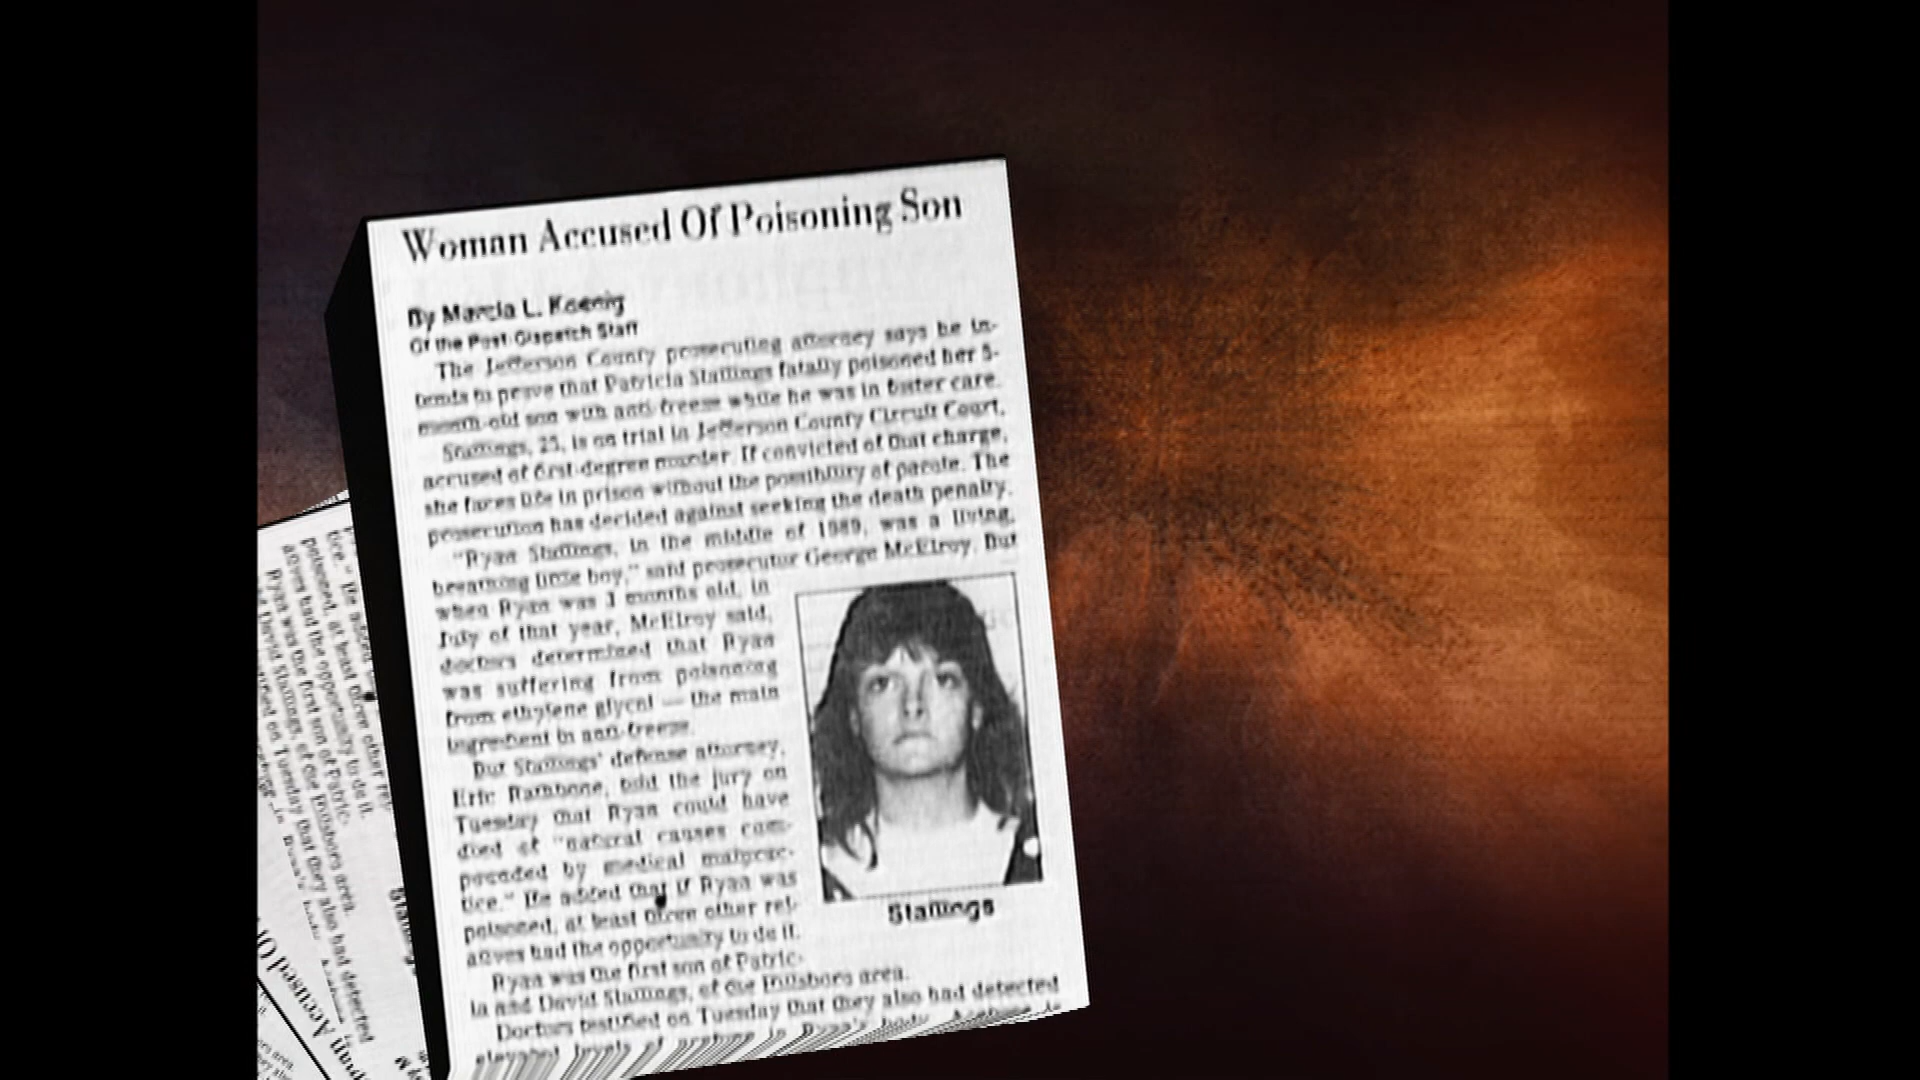 Woman Accused Of Poisoning Son
By Marcia L. Koenig
Of the Post-Dispatch Staff
The Jefferson County prosecuting attorney says he in-
tends to prove that Patricia Stallings fatally poisoned her 5-
month-old son with anti-freeze while he was in foster care.
Stallings, 25, is on trial in Jefferson County Circuit Court,
accused of first-degree murder. If convicted of that charge,
she faces life in prison without the possibility of parole. The
prosecution has decided against seeking the death penalty.
"Ryan Stallings, in the middle of 1989, was a living,
breathing little boy," said prosecutor George McElroy. But
when Ryan was 3 months old, in
July of that year, McElroy said,
doctors determined that Ryan
was suffering from poisoning
from ethylene glycol — the main
ingredient in anti-freeze.
But Stallings' defense attorney,
Eric Rathbone, told the jury on
Tuesday that Ryan could have
died of "natural causes com-
pounded by medical malprac-
tice." He added that if Ryan was
poisoned, at least three other rel-
atives had the opportunity to do it.
Stallings
Ryan was the first son of Patric-
ia and David Stallings, of the Hillsboro area.
Doctors testified on Tuesday that they also had detected
elevated levels of acetone in Ryan's body. Acetone is